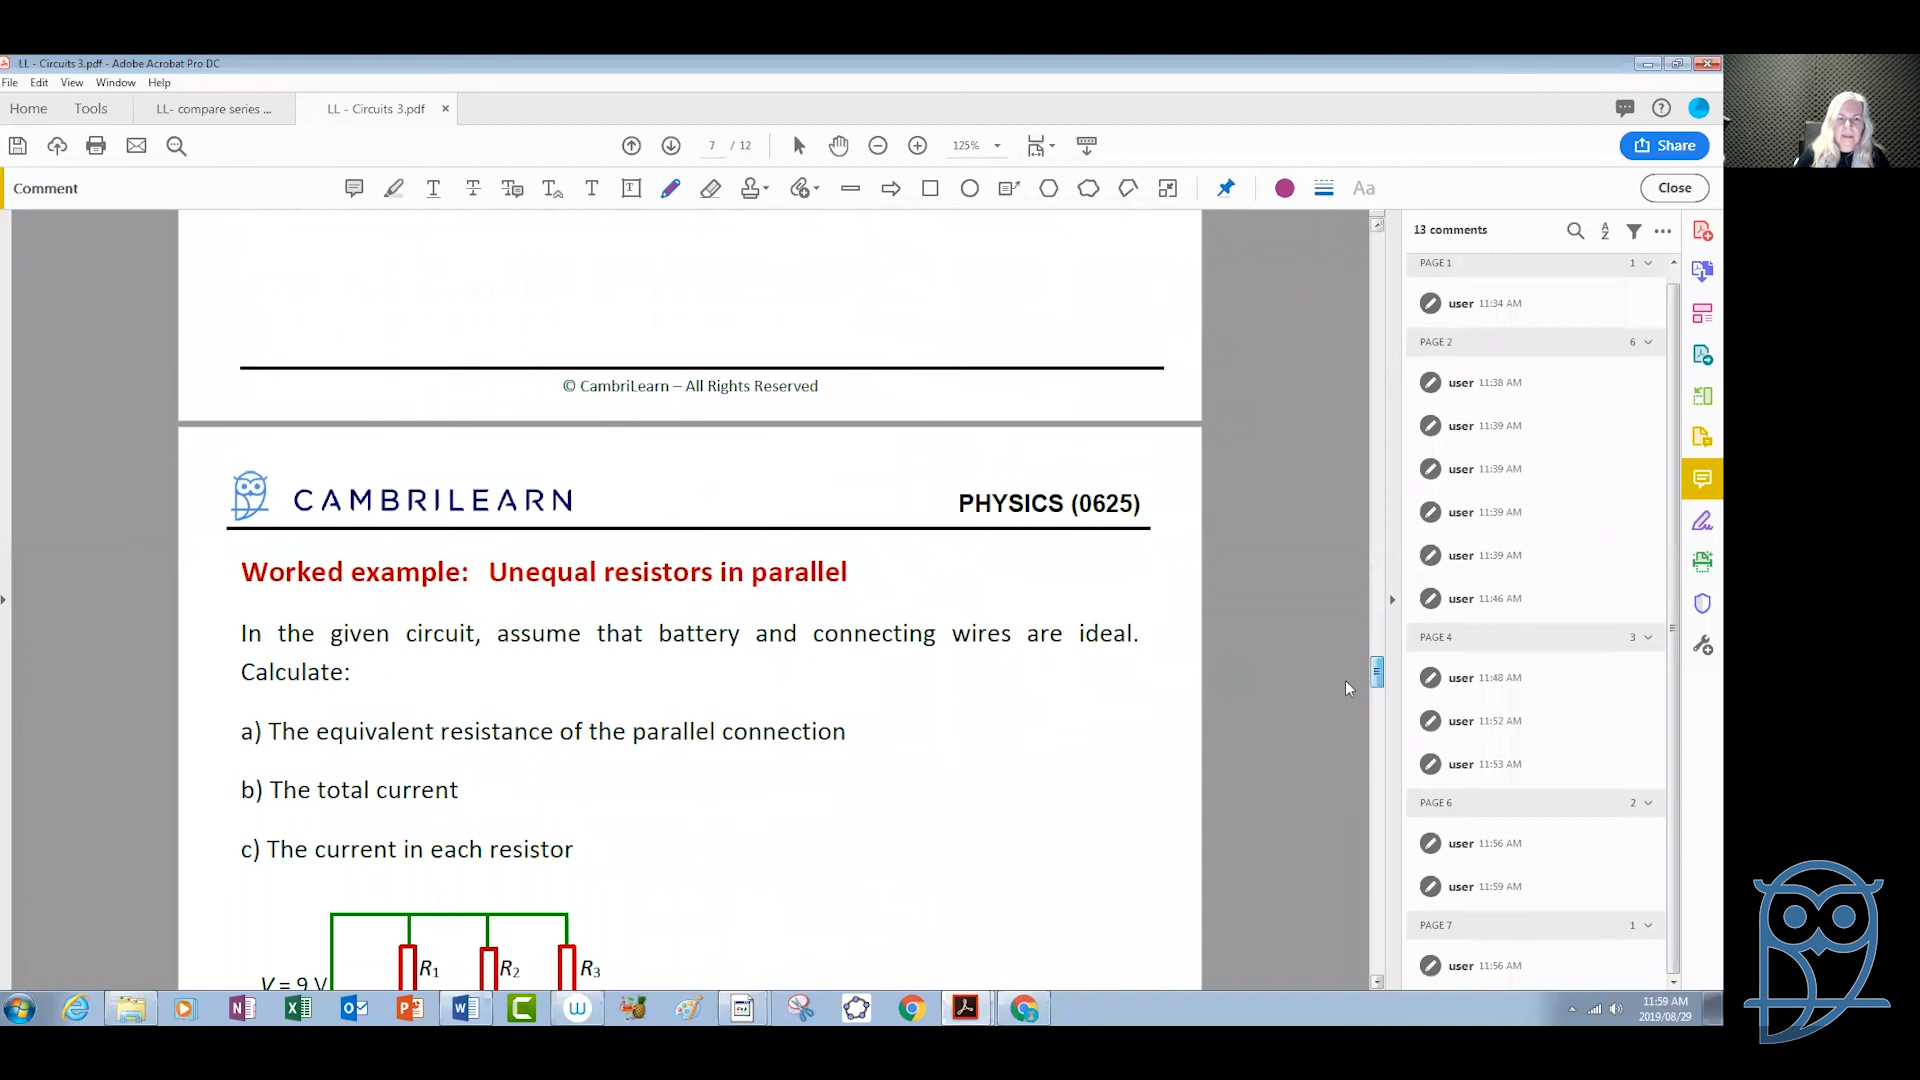 LL - Circuits 3.pdf - Adobe Acrobat Pro DC
File Edit View Window Help
Home Tools LL- compare series ... LL - Circuits 3.pdf ×
7 / 12 125% Share
Comment Aa Close
© CambriLearn – All Rights Reserved
CAMBRILEARN PHYSICS (0625)
Worked example: Unequal resistors in parallel
In the given circuit, assume that battery and connecting wires are ideal.
Calculate:
a) The equivalent resistance of the parallel connection
b) The total current
c) The current in each resistor
R1 R2 R3
V = 9 V
13 comments
PAGE 1 1
user 11:34 AM
PAGE 2 6
user 11:38 AM
user 11:39 AM
user 11:39 AM
user 11:39 AM
user 11:39 AM
user 11:46 AM
PAGE 4 3
user 11:48 AM
user 11:52 AM
user 11:53 AM
PAGE 6 2
user 11:56 AM
user 11:59 AM
PAGE 7 1
user 11:56 AM
11:59 AM
2019/08/29